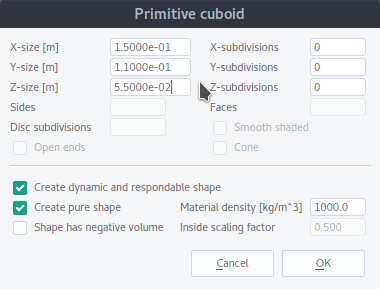 Primitive cuboid
X-size [m] 1.5000e-01 X-subdivisions 0
Y-size [m] 1.1000e-01 Y-subdivisions 0
Z-size [m] 5.5000e-02 Z-subdivisions 0
Sides Faces
Disc subdivisions Smooth shaded
Open ends Cone
Create dynamic and respondable shape
Create pure shape Material density [kg/m^3] 1000.0
Shape has negative volume Inside scaling factor 0.500
Cancel OK